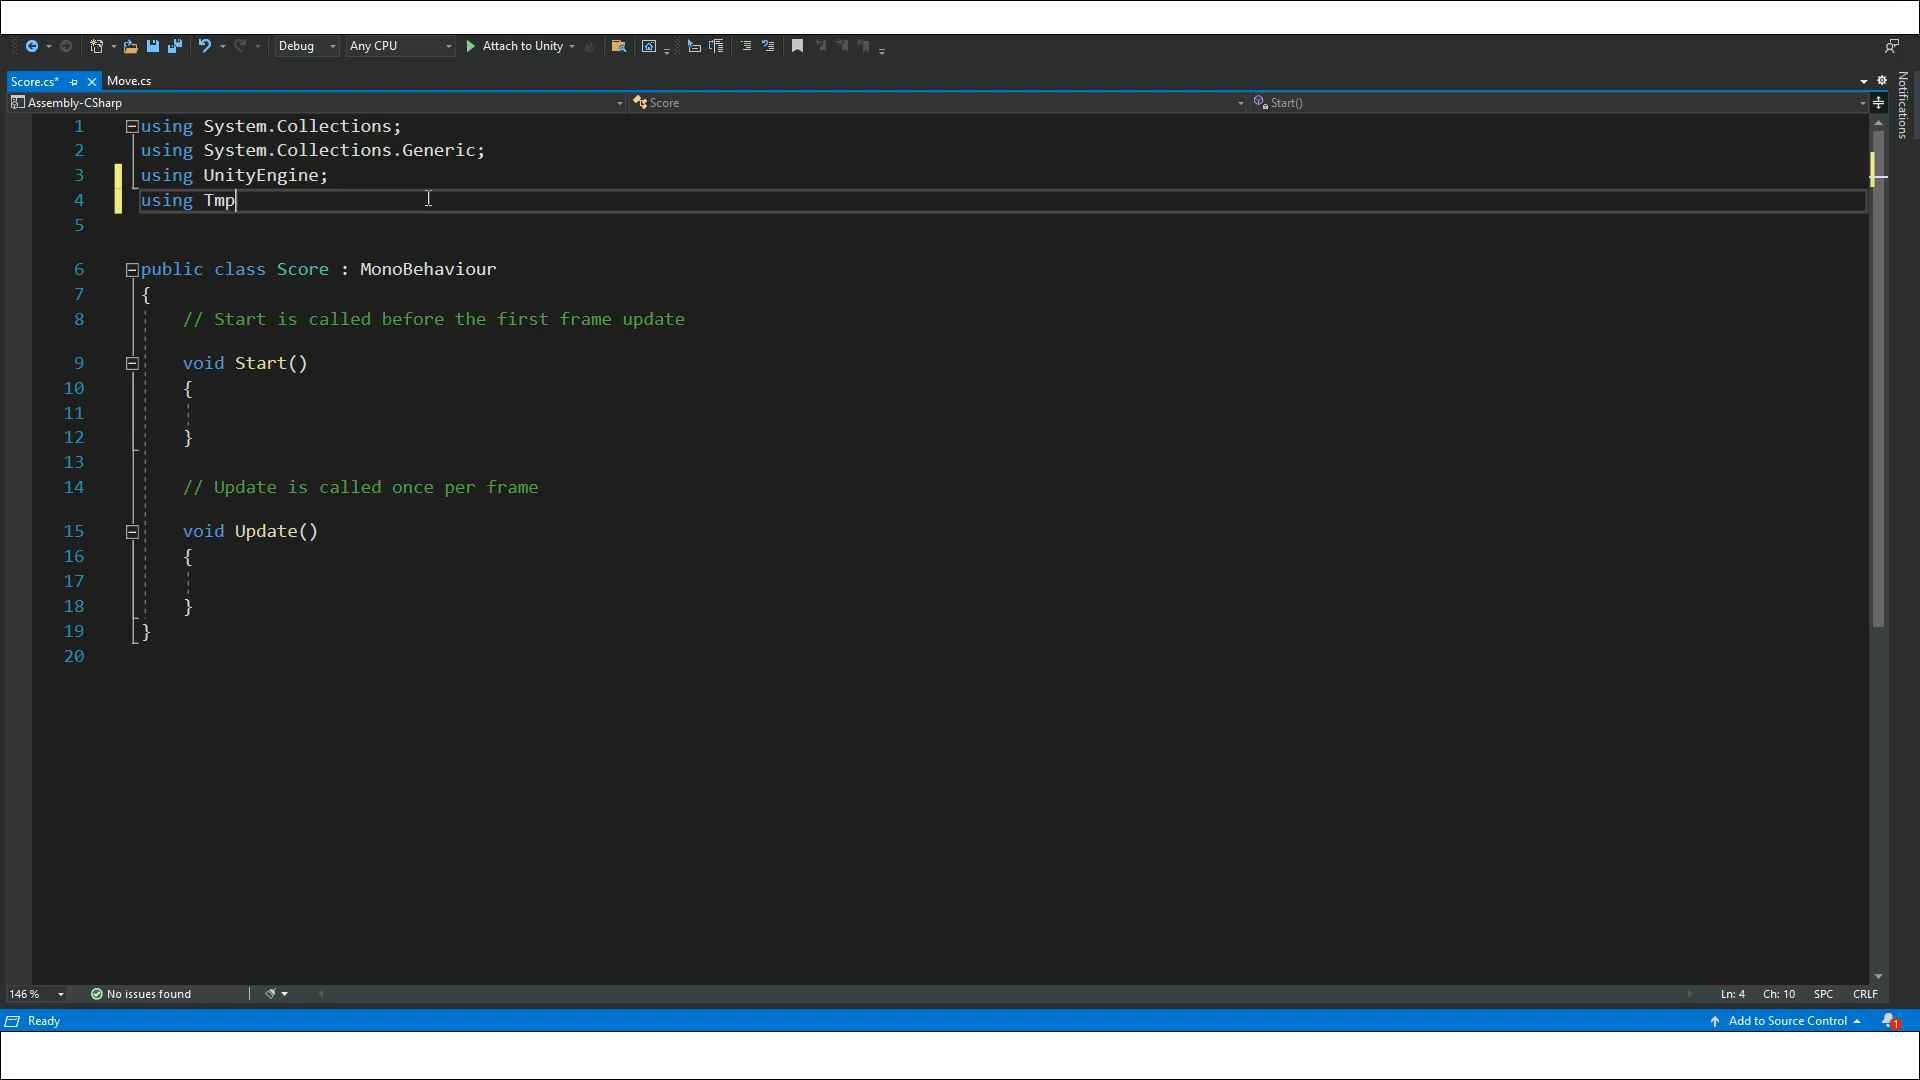 Debug Any CPU Attach to Unity
Score.cs* Move.cs
Assembly-CSharp Score Start()
Notifications
1 using System.Collections;
2 using System.Collections.Generic;
3 using UnityEngine;
4 using Tmp
5
6 public class Score : MonoBehaviour
7 {
8 // Start is called before the first frame update
9 void Start()
10 {
11
12 }
13
14 // Update is called once per frame
15 void Update()
16 {
17
18 }
19 }
20
146 % No issues found Ln: 4 Ch: 10 SPC CRLF
Ready Add to Source Control 1